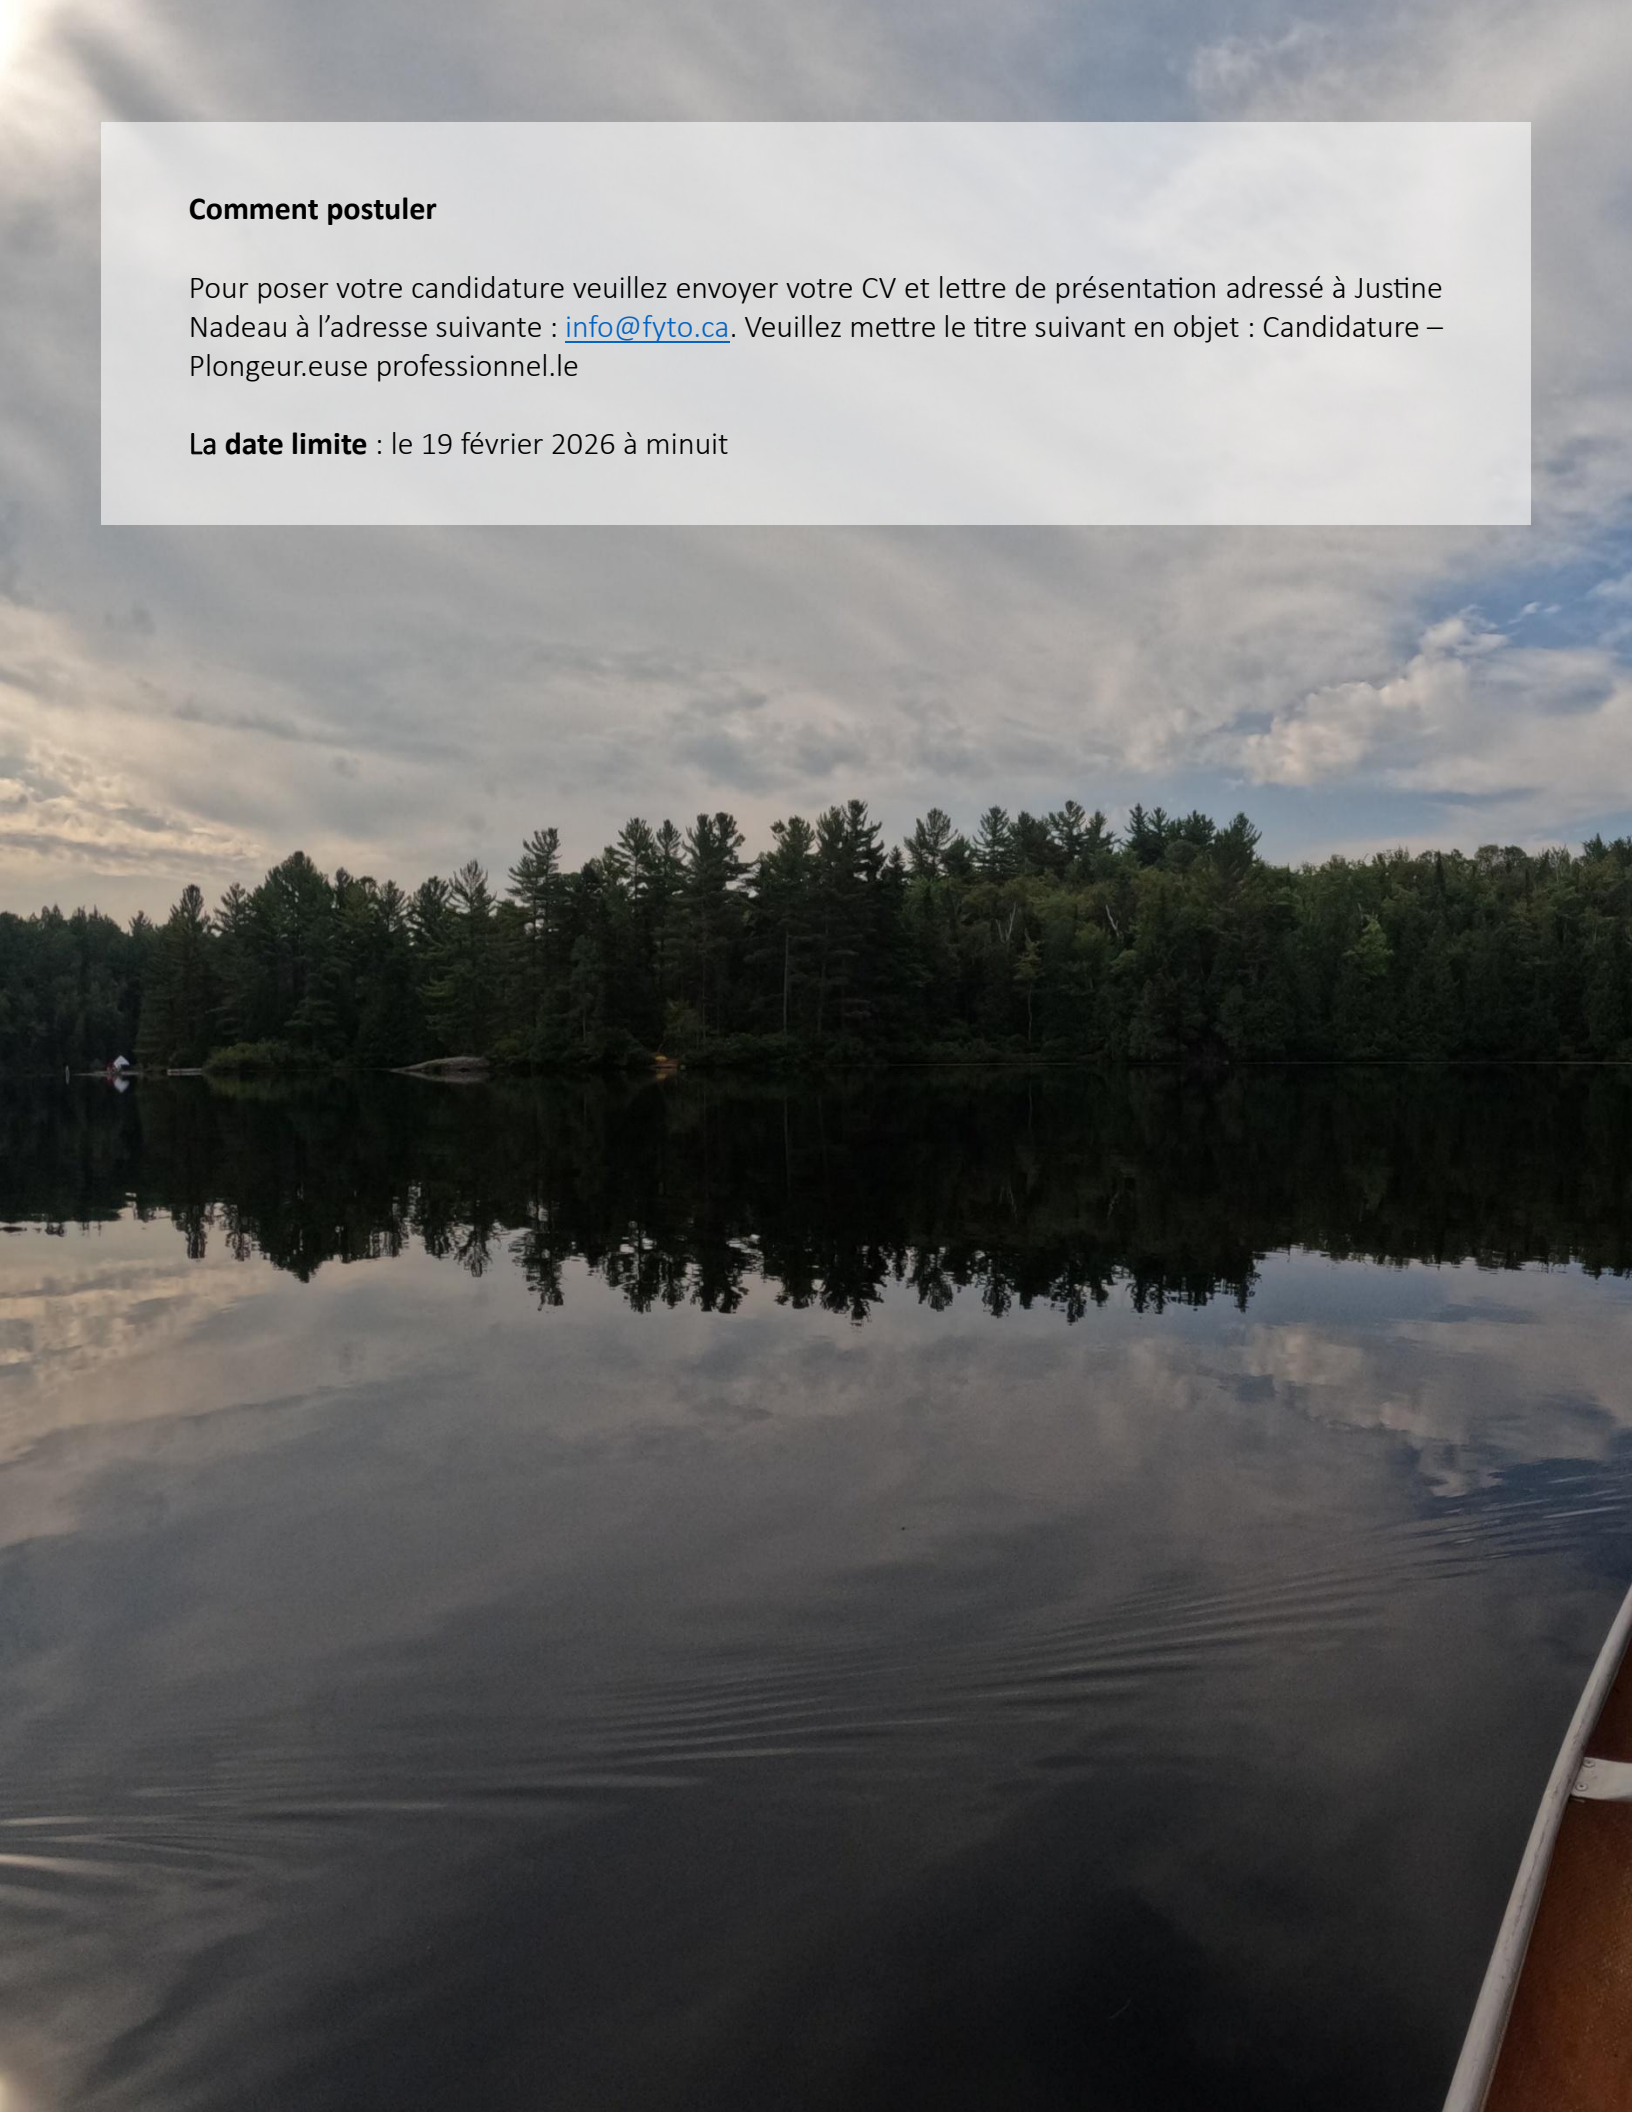 Comment postuler
Pour poser votre candidature veuillez envoyer votre CV et lettre de présentation adressé à Justine
Nadeau à l’adresse suivante : info@fyto.ca. Veuillez mettre le titre suivant en objet : Candidature –
Plongeur.euse professionnel.le
La date limite : le 19 février 2026 à minuit